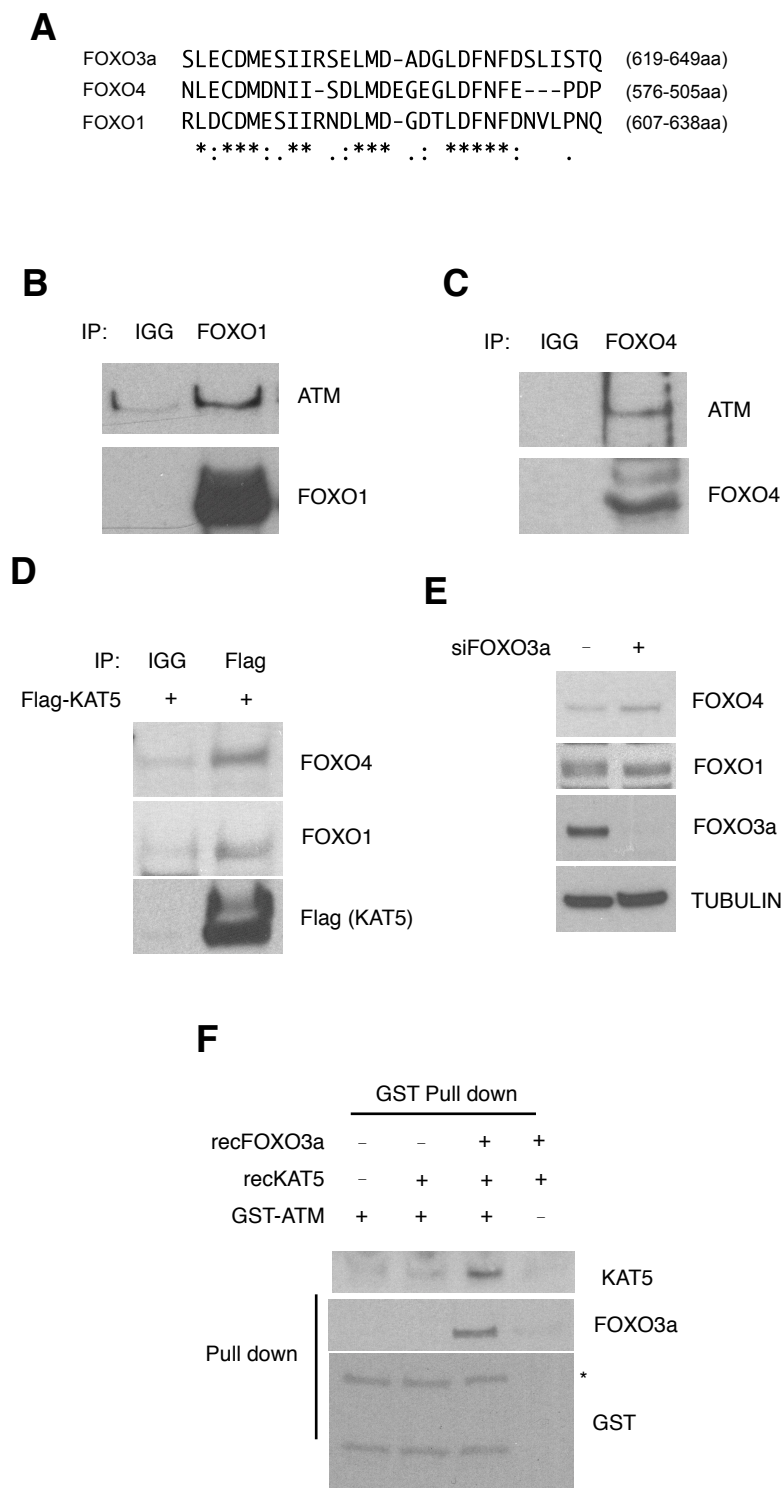 A
FOXO3a SLECDMESIIRSELMD-ADGLDFNFDSLISTQ (619-649aa)
FOXO4 NLECDMDNII-SDLMDEGEGLDFNFE---PDP (576-505aa)
FOXO1 RLDCDMESIIRNDLMD-GDTLDFNFDNVLPNQ (607-638aa)
*:***:.** .:*** .: *****: .
B
IP: IGG FOXO1
ATM
FOXO1
C
IP: IGG FOXO4
ATM
FOXO4
D
IP: IGG Flag
Flag-KAT5 + +
FOXO4
FOXO1
Flag (KAT5)
E
siFOXO3a – +
FOXO4
FOXO1
FOXO3a
TUBULIN
F
GST Pull down
recFOXO3a – – + +
recKAT5 – + + +
GST-ATM + + + –
KAT5
FOXO3a
Pull down
*
GST